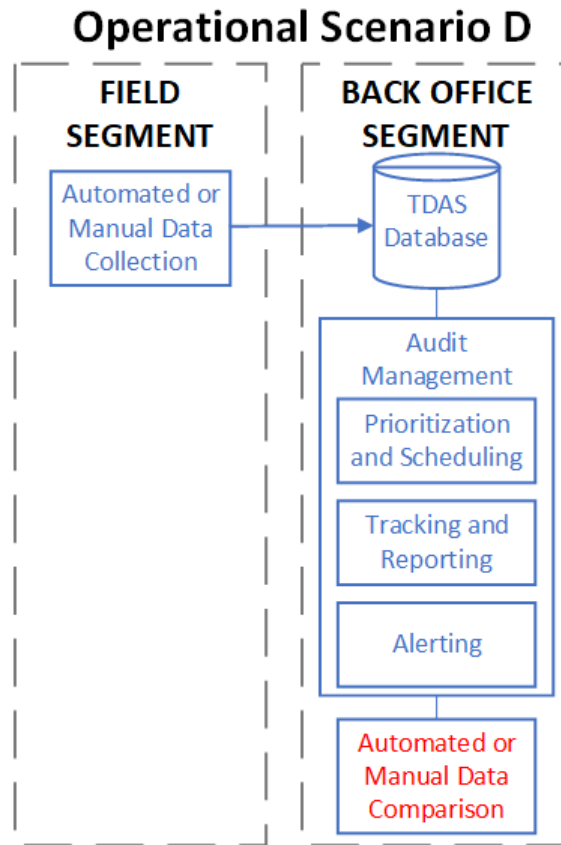 Operational Scenario D
FIELD
SEGMENT
Automated or
Manual Data
Collection
BACK OFFICE
SEGMENT
TDAS
Database
Audit
Management
Prioritization
and Scheduling
Tracking and
Reporting
Alerting
Automated or
Manual Data
Comparison